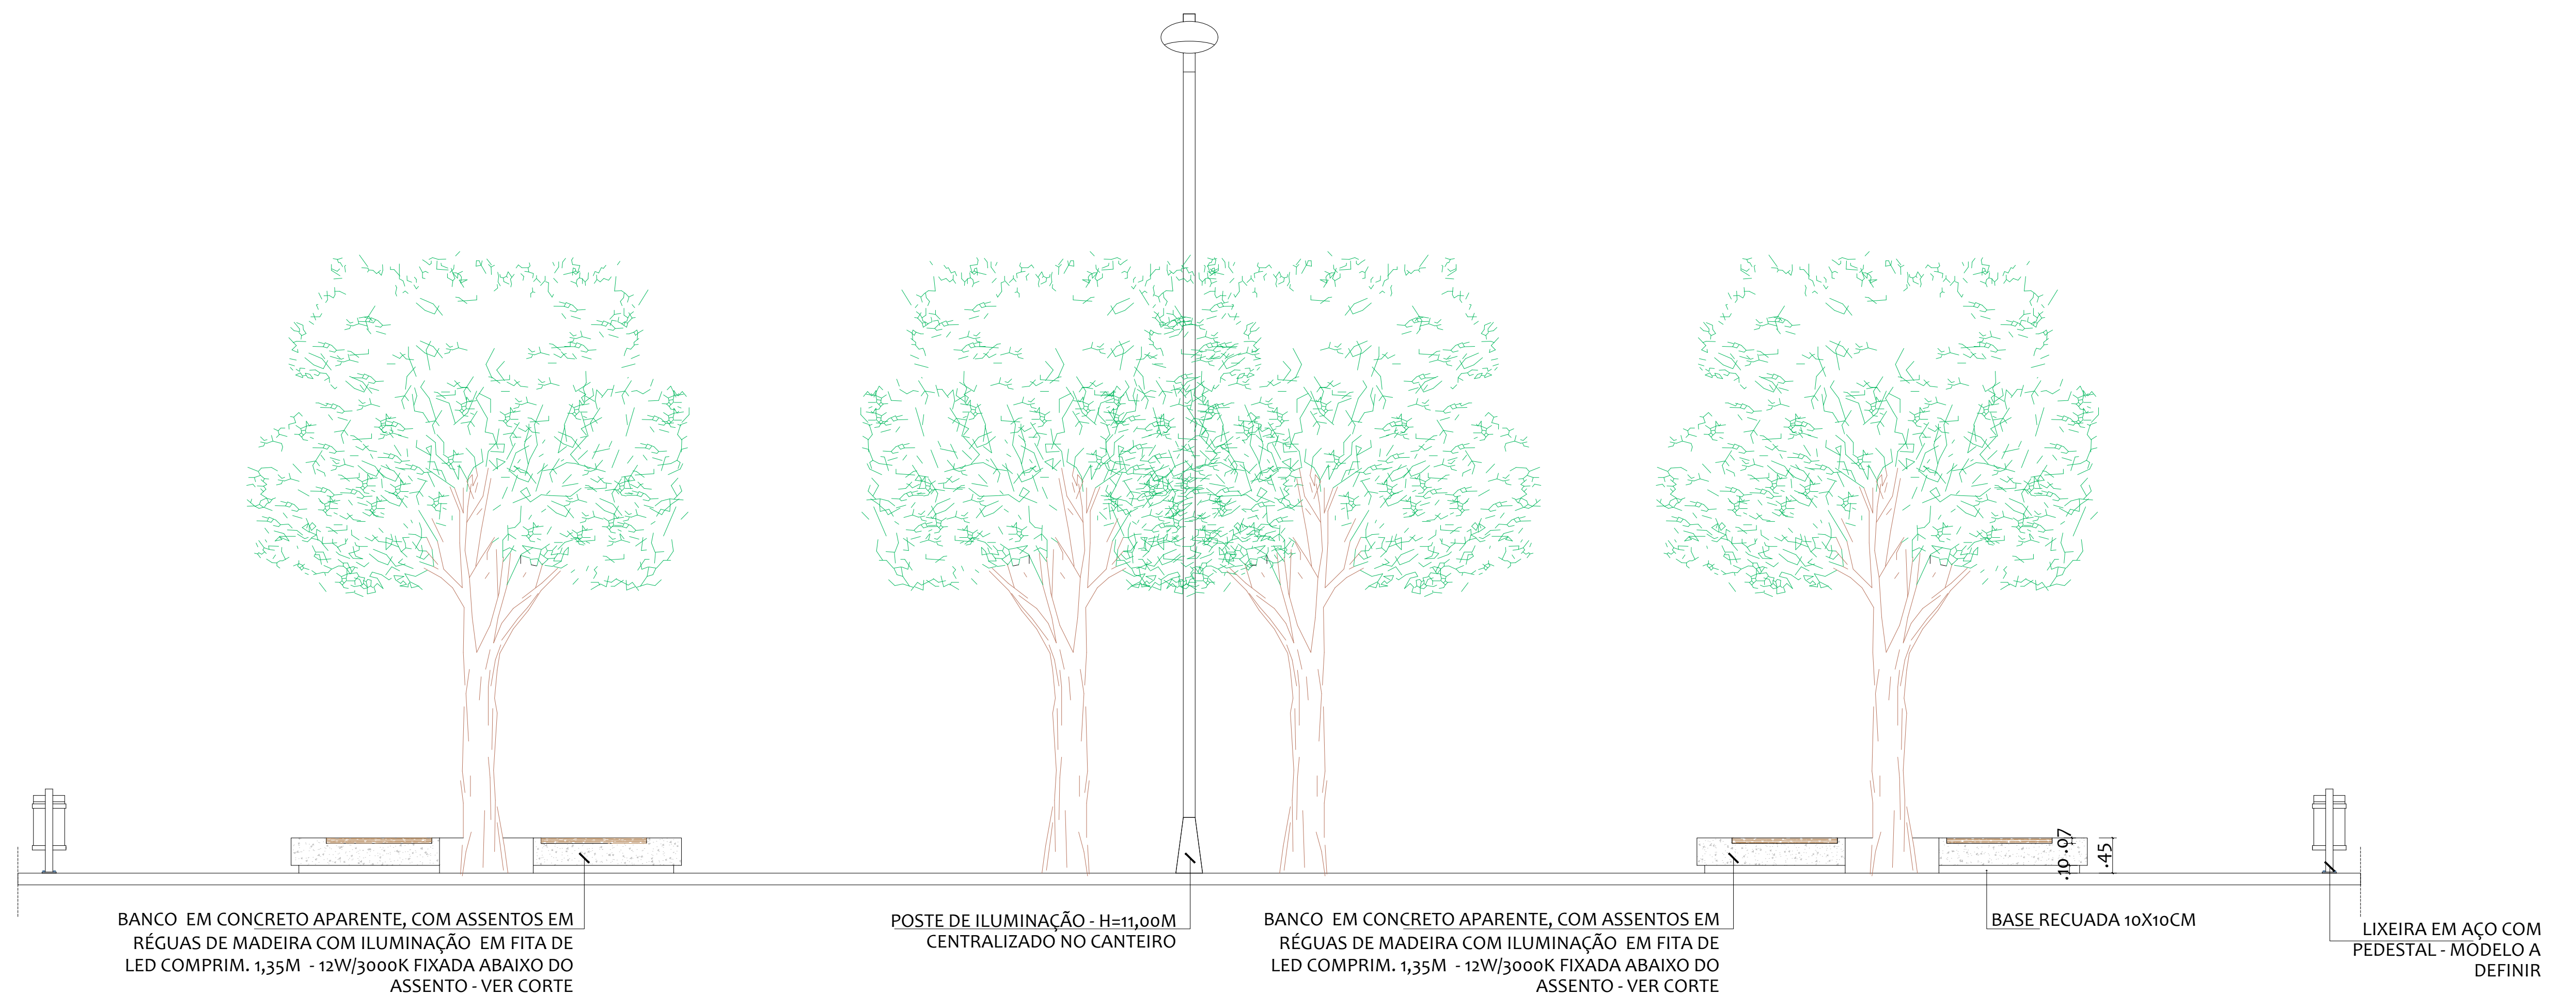 .07
.10
.45
BANCO EM CONCRETO APARENTE, COM ASSENTOS EM
RÉGUAS DE MADEIRA COM ILUMINAÇÃO EM FITA DE
LED COMPRIM. 1,35M - 12W/3000K FIXADA ABAIXO DO
ASSENTO - VER CORTE
POSTE DE ILUMINAÇÃO - H=11,00M
CENTRALIZADO NO CANTEIRO
BANCO EM CONCRETO APARENTE, COM ASSENTOS EM
RÉGUAS DE MADEIRA COM ILUMINAÇÃO EM FITA DE
LED COMPRIM. 1,35M - 12W/3000K FIXADA ABAIXO DO
ASSENTO - VER CORTE
BASE RECUADA 10X10CM
LIXEIRA EM AÇO COM
PEDESTAL - MODELO A
DEFINIR